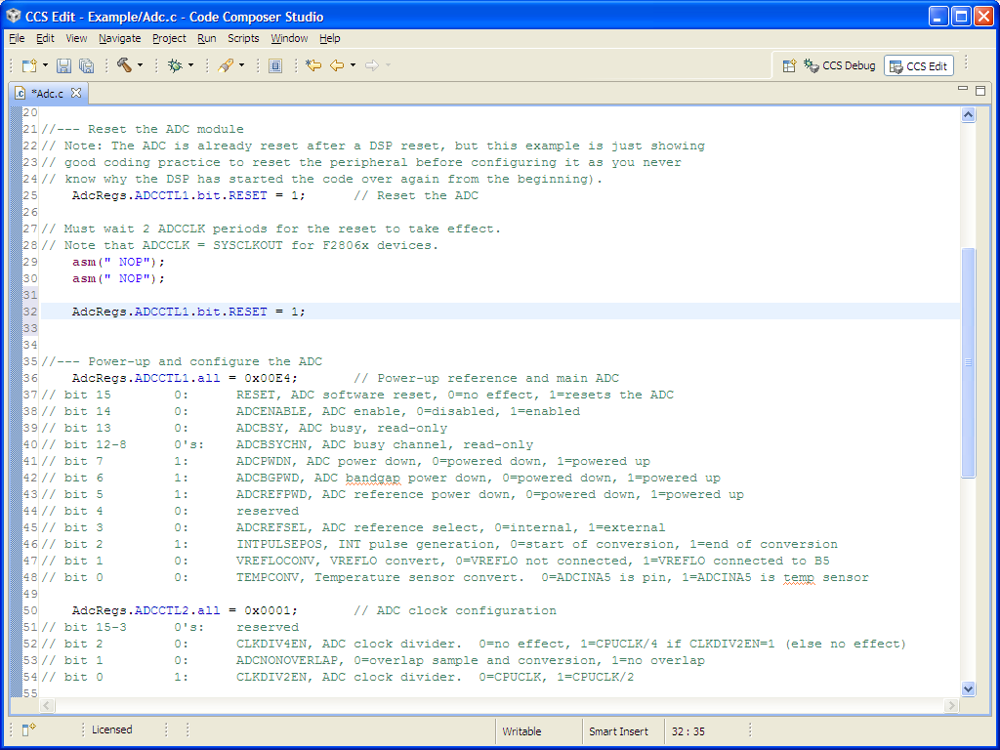 CCS Edit - Example/Adc.c - Code Composer Studio
File Edit View Navigate Project Run Scripts Window Help
CCS Debug CCS Edit
*Adc.c
20
21 //--- Reset the ADC module
22 // Note: The ADC is already reset after a DSP reset, but this example is just showing
23 // good coding practice to reset the peripheral before configuring it as you never
24 // know why the DSP has started the code over again from the beginning).
25 AdcRegs.ADCCTL1.bit.RESET = 1; // Reset the ADC
26
27 // Must wait 2 ADCCLK periods for the reset to take effect.
28 // Note that ADCCLK = SYSCLKOUT for F2806x devices.
29 asm(" NOP");
30 asm(" NOP");
31
32 AdcRegs.ADCCTL1.bit.RESET = 1;
33
34
35 //--- Power-up and configure the ADC
36 AdcRegs.ADCCTL1.all = 0x00E4; // Power-up reference and main ADC
37 // bit 15 0: RESET, ADC software reset, 0=no effect, 1=resets the ADC
38 // bit 14 0: ADCENABLE, ADC enable, 0=disabled, 1=enabled
39 // bit 13 0: ADCBSY, ADC busy, read-only
40 // bit 12-8 0's: ADCBSYCHN, ADC busy channel, read-only
41 // bit 7 1: ADCPWDN, ADC power down, 0=powered down, 1=powered up
42 // bit 6 1: ADCBGPWD, ADC bandgap power down, 0=powered down, 1=powered up
43 // bit 5 1: ADCREFPWD, ADC reference power down, 0=powered down, 1=powered up
44 // bit 4 0: reserved
45 // bit 3 0: ADCREFSEL, ADC reference select, 0=internal, 1=external
46 // bit 2 1: INTPULSEPOS, INT pulse generation, 0=start of conversion, 1=end of conversion
47 // bit 1 0: VREFLOCONV, VREFLO convert, 0=VREFLO not connected, 1=VREFLO connected to B5
48 // bit 0 0: TEMPCONV, Temperature sensor convert. 0=ADCINA5 is pin, 1=ADCINA5 is temp sensor
49
50 AdcRegs.ADCCTL2.all = 0x0001; // ADC clock configuration
51 // bit 15-3 0's: reserved
52 // bit 2 0: CLKDIV4EN, ADC clock divider. 0=no effect, 1=CPUCLK/4 if CLKDIV2EN=1 (else no effect)
53 // bit 1 0: ADCNONOVERLAP, 0=overlap sample and conversion, 1=no overlap
54 // bit 0 1: CLKDIV2EN, ADC clock divider. 0=CPUCLK, 1=CPUCLK/2
55
Licensed Writable Smart Insert 32 : 35